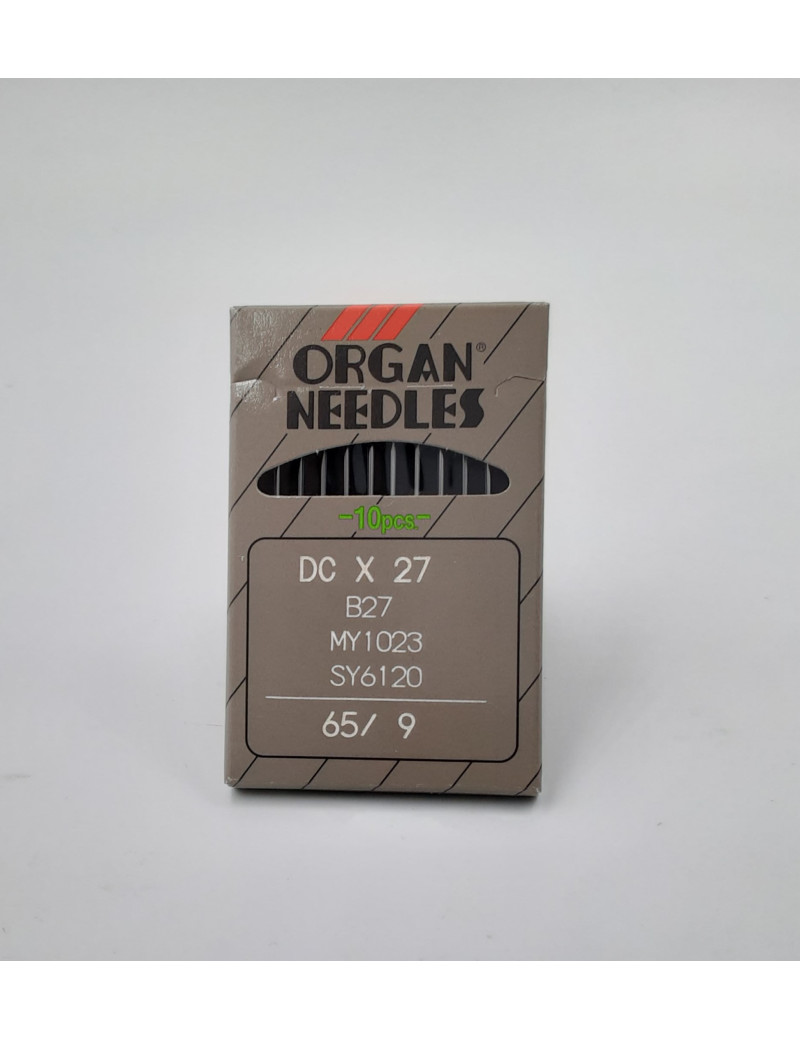 ORGAN®
NEEDLES
-10pcs.-
DC X 27
B27
MY1023
SY6120
65/ 9